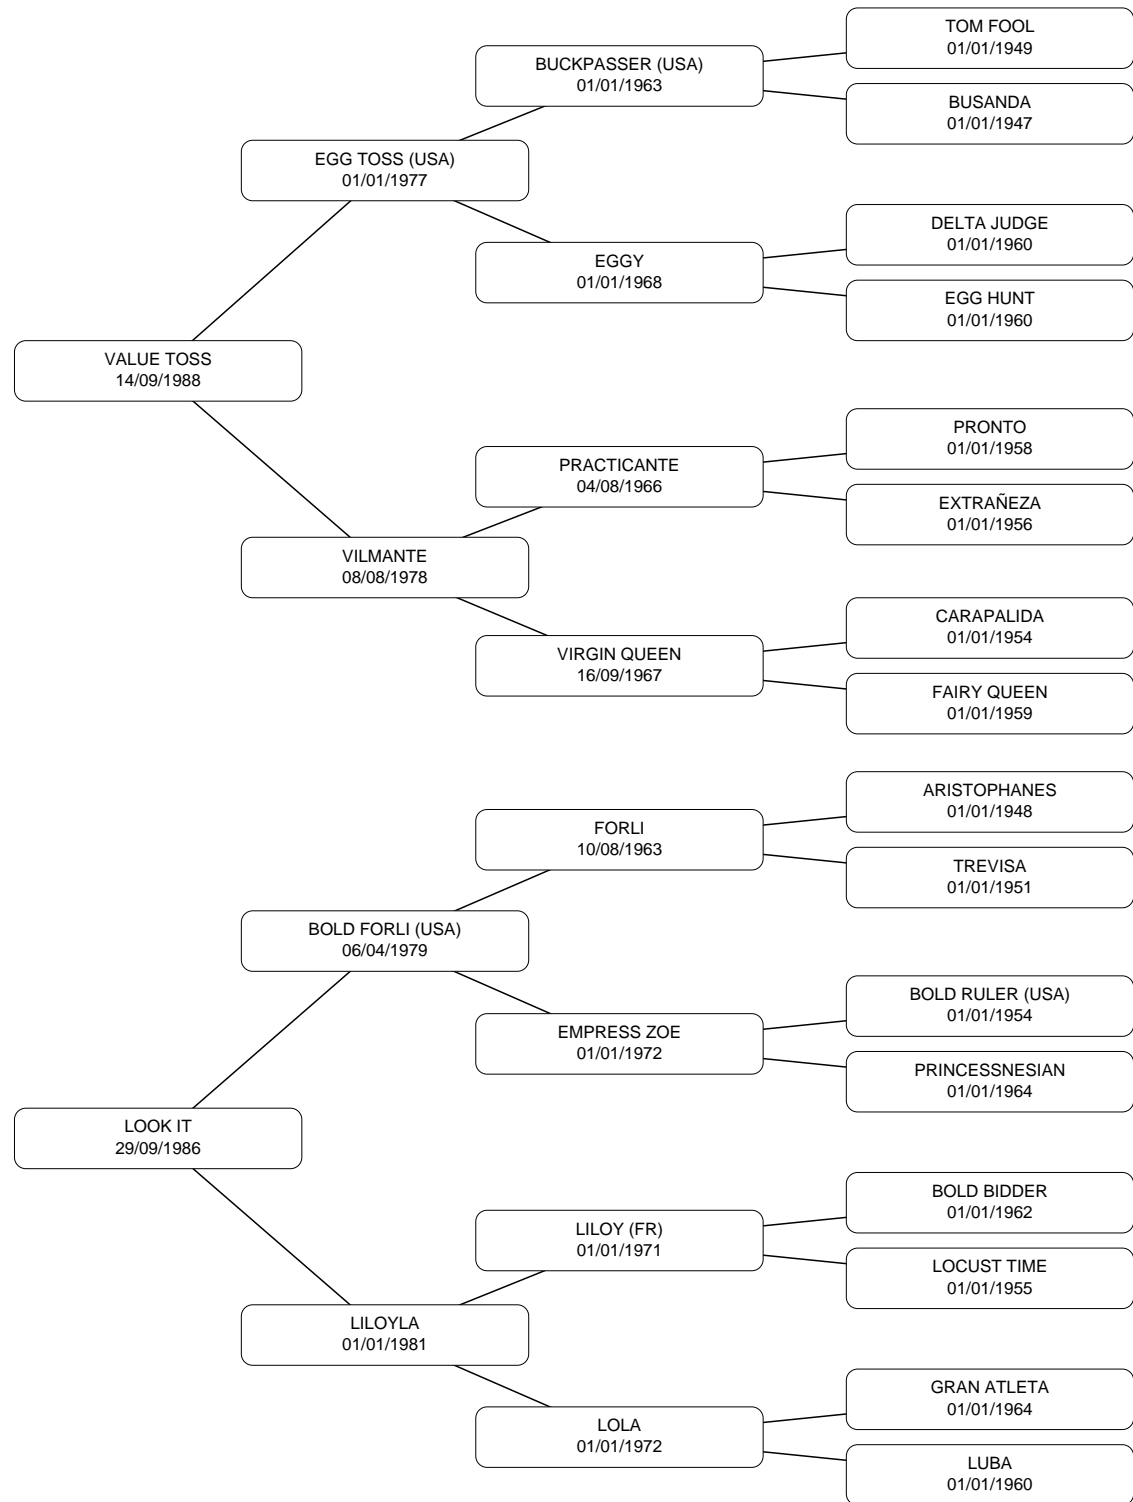 TOM FOOL
01/01/1949
BUCKPASSER (USA)
01/01/1963
BUSANDA
01/01/1947
EGG TOSS (USA)
01/01/1977
DELTA JUDGE
01/01/1960
EGGY
01/01/1968
EGG HUNT
01/01/1960
VALUE TOSS
14/09/1988
PRONTO
01/01/1958
PRACTICANTE
04/08/1966
EXTRAÑEZA
01/01/1956
VILMANTE
08/08/1978
CARAPALIDA
01/01/1954
VIRGIN QUEEN
16/09/1967
FAIRY QUEEN
01/01/1959
ARISTOPHANES
01/01/1948
FORLI
10/08/1963
TREVISA
01/01/1951
BOLD FORLI (USA)
06/04/1979
BOLD RULER (USA)
01/01/1954
EMPRESS ZOE
01/01/1972
PRINCESSNESIAN
01/01/1964
LOOK IT
29/09/1986
BOLD BIDDER
01/01/1962
LILOY (FR)
01/01/1971
LOCUST TIME
01/01/1955
LILOYLA
01/01/1981
GRAN ATLETA
01/01/1964
LOLA
01/01/1972
LUBA
01/01/1960